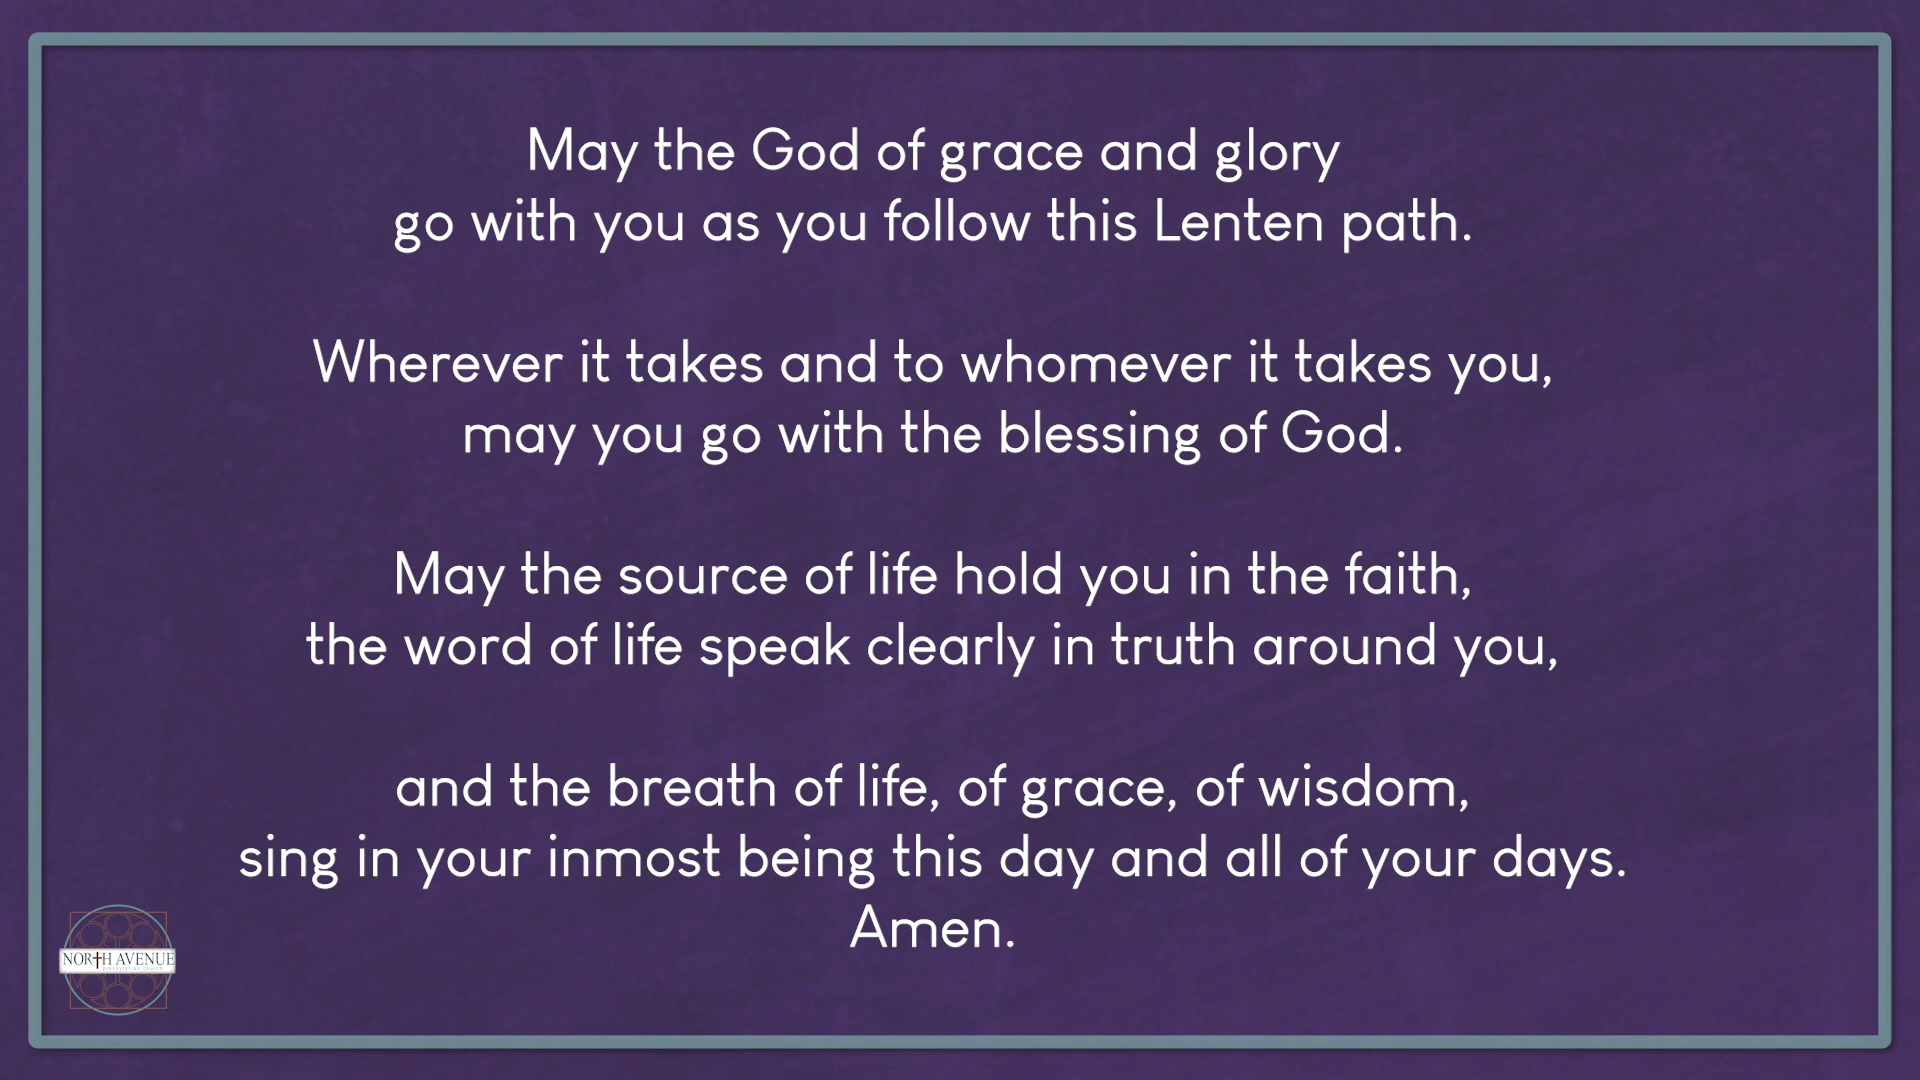 May the God of grace and glory
go with you as you follow this Lenten path.
Wherever it takes and to whomever it takes you,
may you go with the blessing of God.
May the source of life hold you in the faith,
the word of life speak clearly in truth around you,
and the breath of life, of grace, of wisdom,
sing in your inmost being this day and all of your days.
Amen.
NORTH AVENUE
presbyterian church